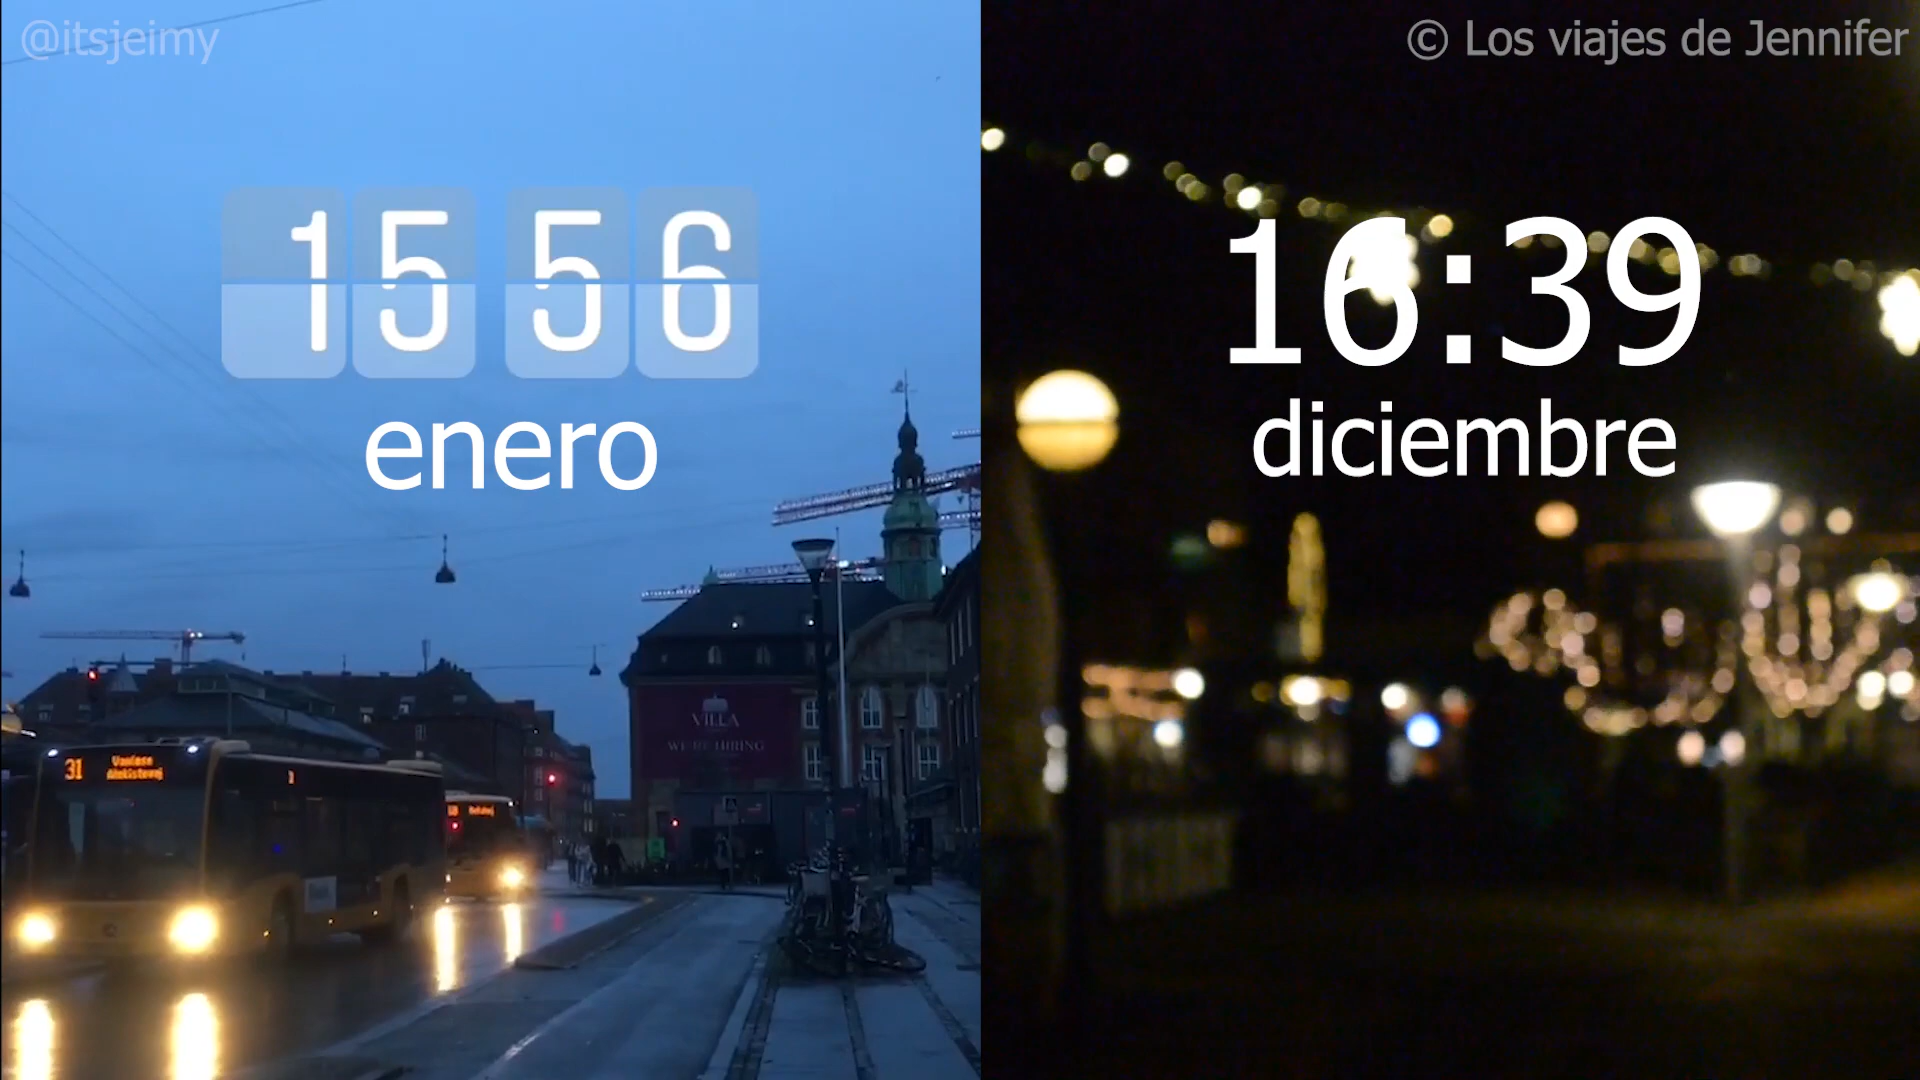 @itsjeimy
© Los viajes de Jennifer
15 56
enero
16:39
diciembre
VILLA
WE'RE HIRING
31